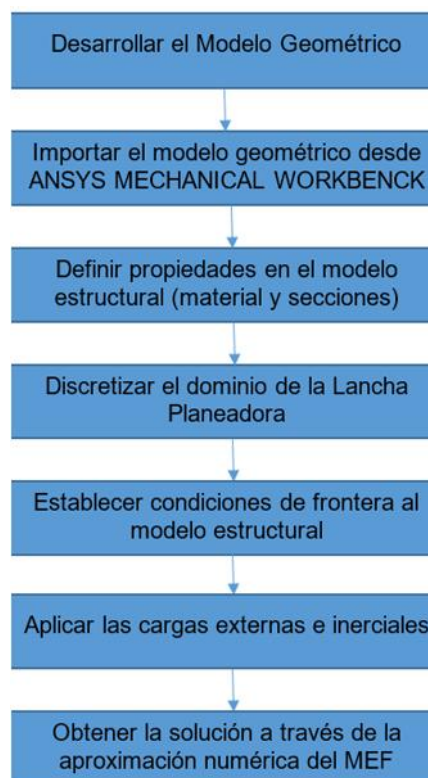 Desarrollar el Modelo Geométrico
Importar el modelo geométrico desde
ANSYS MECHANICAL WORKBENCK
Definir propiedades en el modelo
estructural (material y secciones)
Discretizar el dominio de la Lancha
Planeadora
Establecer condiciones de frontera al
modelo estructural
Aplicar las cargas externas e inerciales
Obtener la solución a través de la
aproximación numérica del MEF